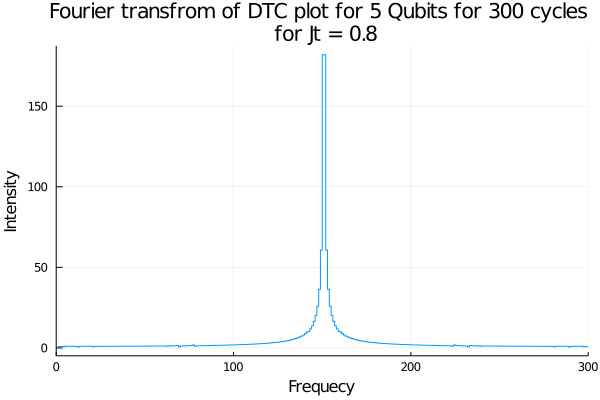 Fourier transfrom of DTC plot for 5 Qubits for 300 cycles
for Jt = 0.8
Intensity
150
100
50
0
0 100 200 300
Frequecy